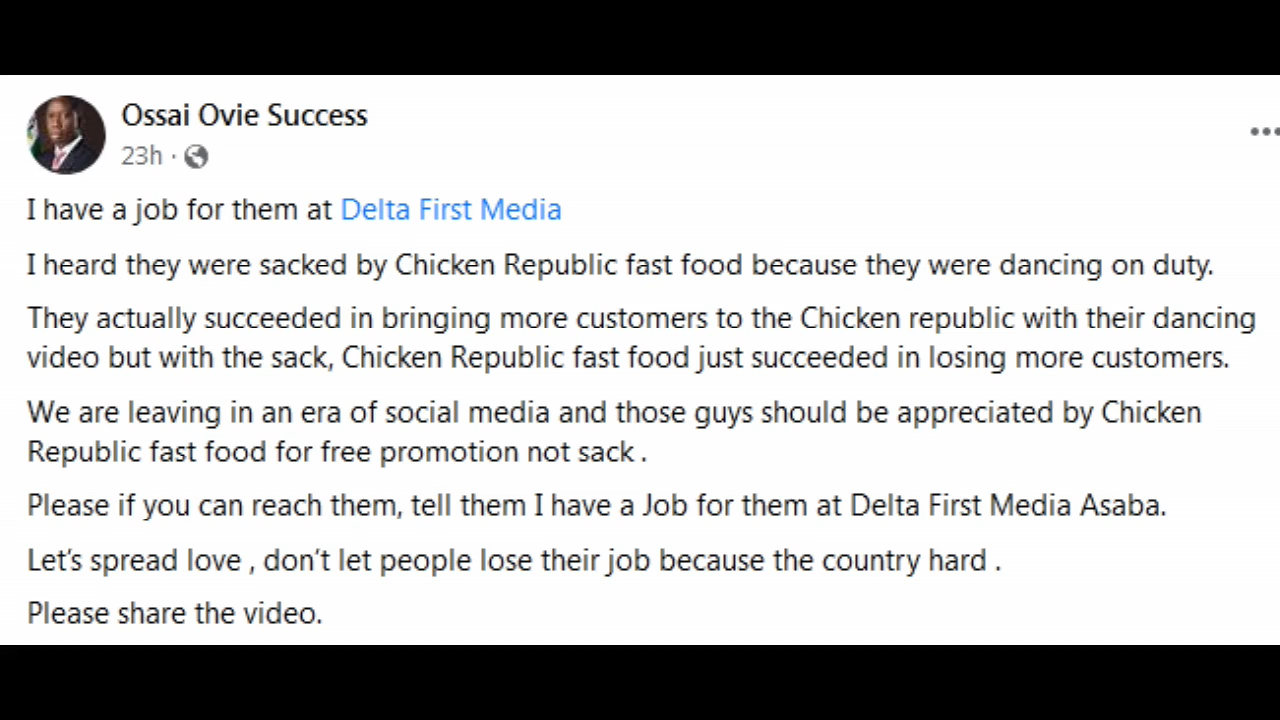 Ossai Ovie Success
23h ·
I have a job for them at Delta First Media
I heard they were sacked by Chicken Republic fast food because they were dancing on duty.
They actually succeeded in bringing more customers to the Chicken republic with their dancing
video but with the sack, Chicken Republic fast food just succeeded in losing more customers.
We are leaving in an era of social media and those guys should be appreciated by Chicken
Republic fast food for free promotion not sack .
Please if you can reach them, tell them I have a Job for them at Delta First Media Asaba.
Let’s spread love , don’t let people lose their job because the country hard .
Please share the video.